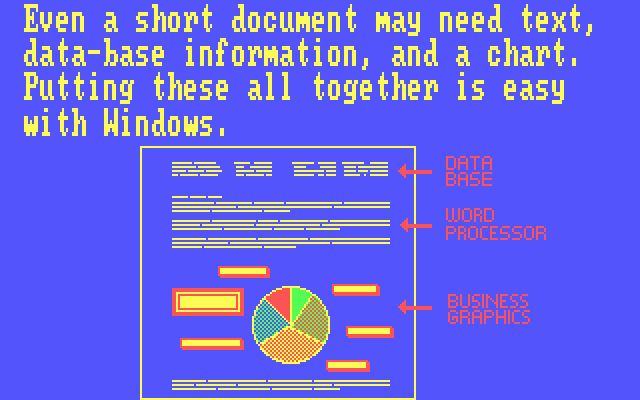 Even a short document may need text,
data-base information, and a chart.
Putting these all together is easy
with Windows.
DATA
BASE
WORD
PROCESSOR
BUSINESS
GRAPHICS